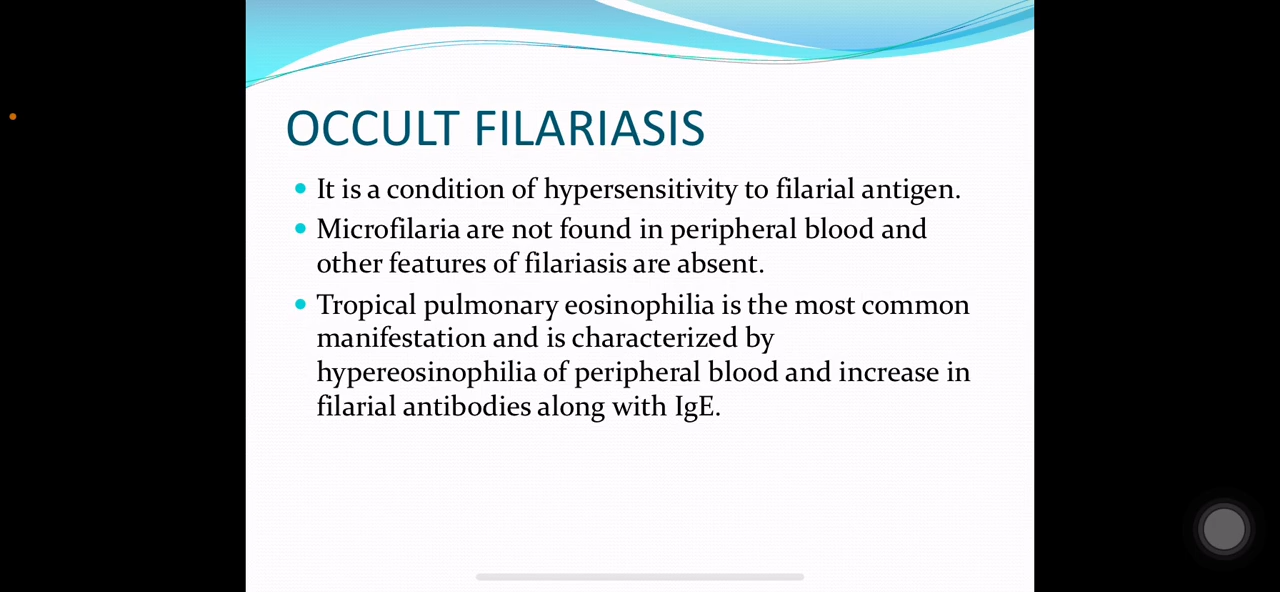 OCCULT FILARIASIS
It is a condition of hypersensitivity to filarial antigen.
Microfilaria are not found in peripheral blood and
other features of filariasis are absent.
Tropical pulmonary eosinophilia is the most common
manifestation and is characterized by
hypereosinophilia of peripheral blood and increase in
filarial antibodies along with IgE.